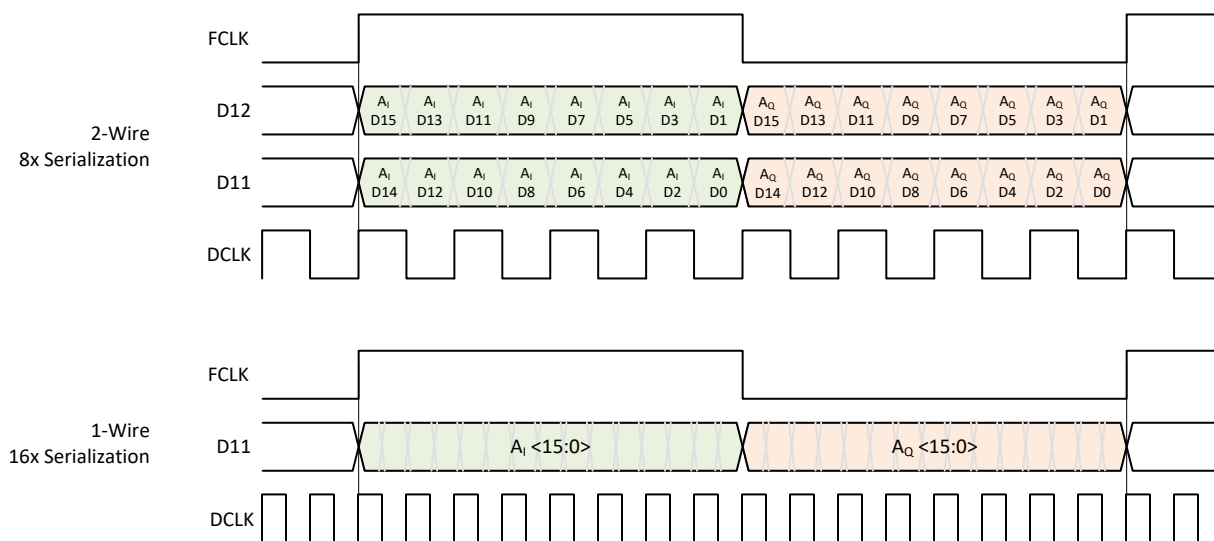 FCLK
D12
A_I A_I A_I A_I A_I A_I A_I A_I A_Q A_Q A_Q A_Q A_Q A_Q A_Q A_Q
D15 D13 D11 D9 D7 D5 D3 D1 D15 D13 D11 D9 D7 D5 D3 D1
2-Wire
8x Serialization
D11
A_I A_I A_I A_I A_I A_I A_I A_I A_Q A_Q A_Q A_Q A_Q A_Q A_Q A_Q
D14 D12 D10 D8 D6 D4 D2 D0 D14 D12 D10 D8 D6 D4 D2 D0
DCLK
FCLK
1-Wire
16x Serialization
D11
A_I <15:0> A_Q <15:0>
DCLK